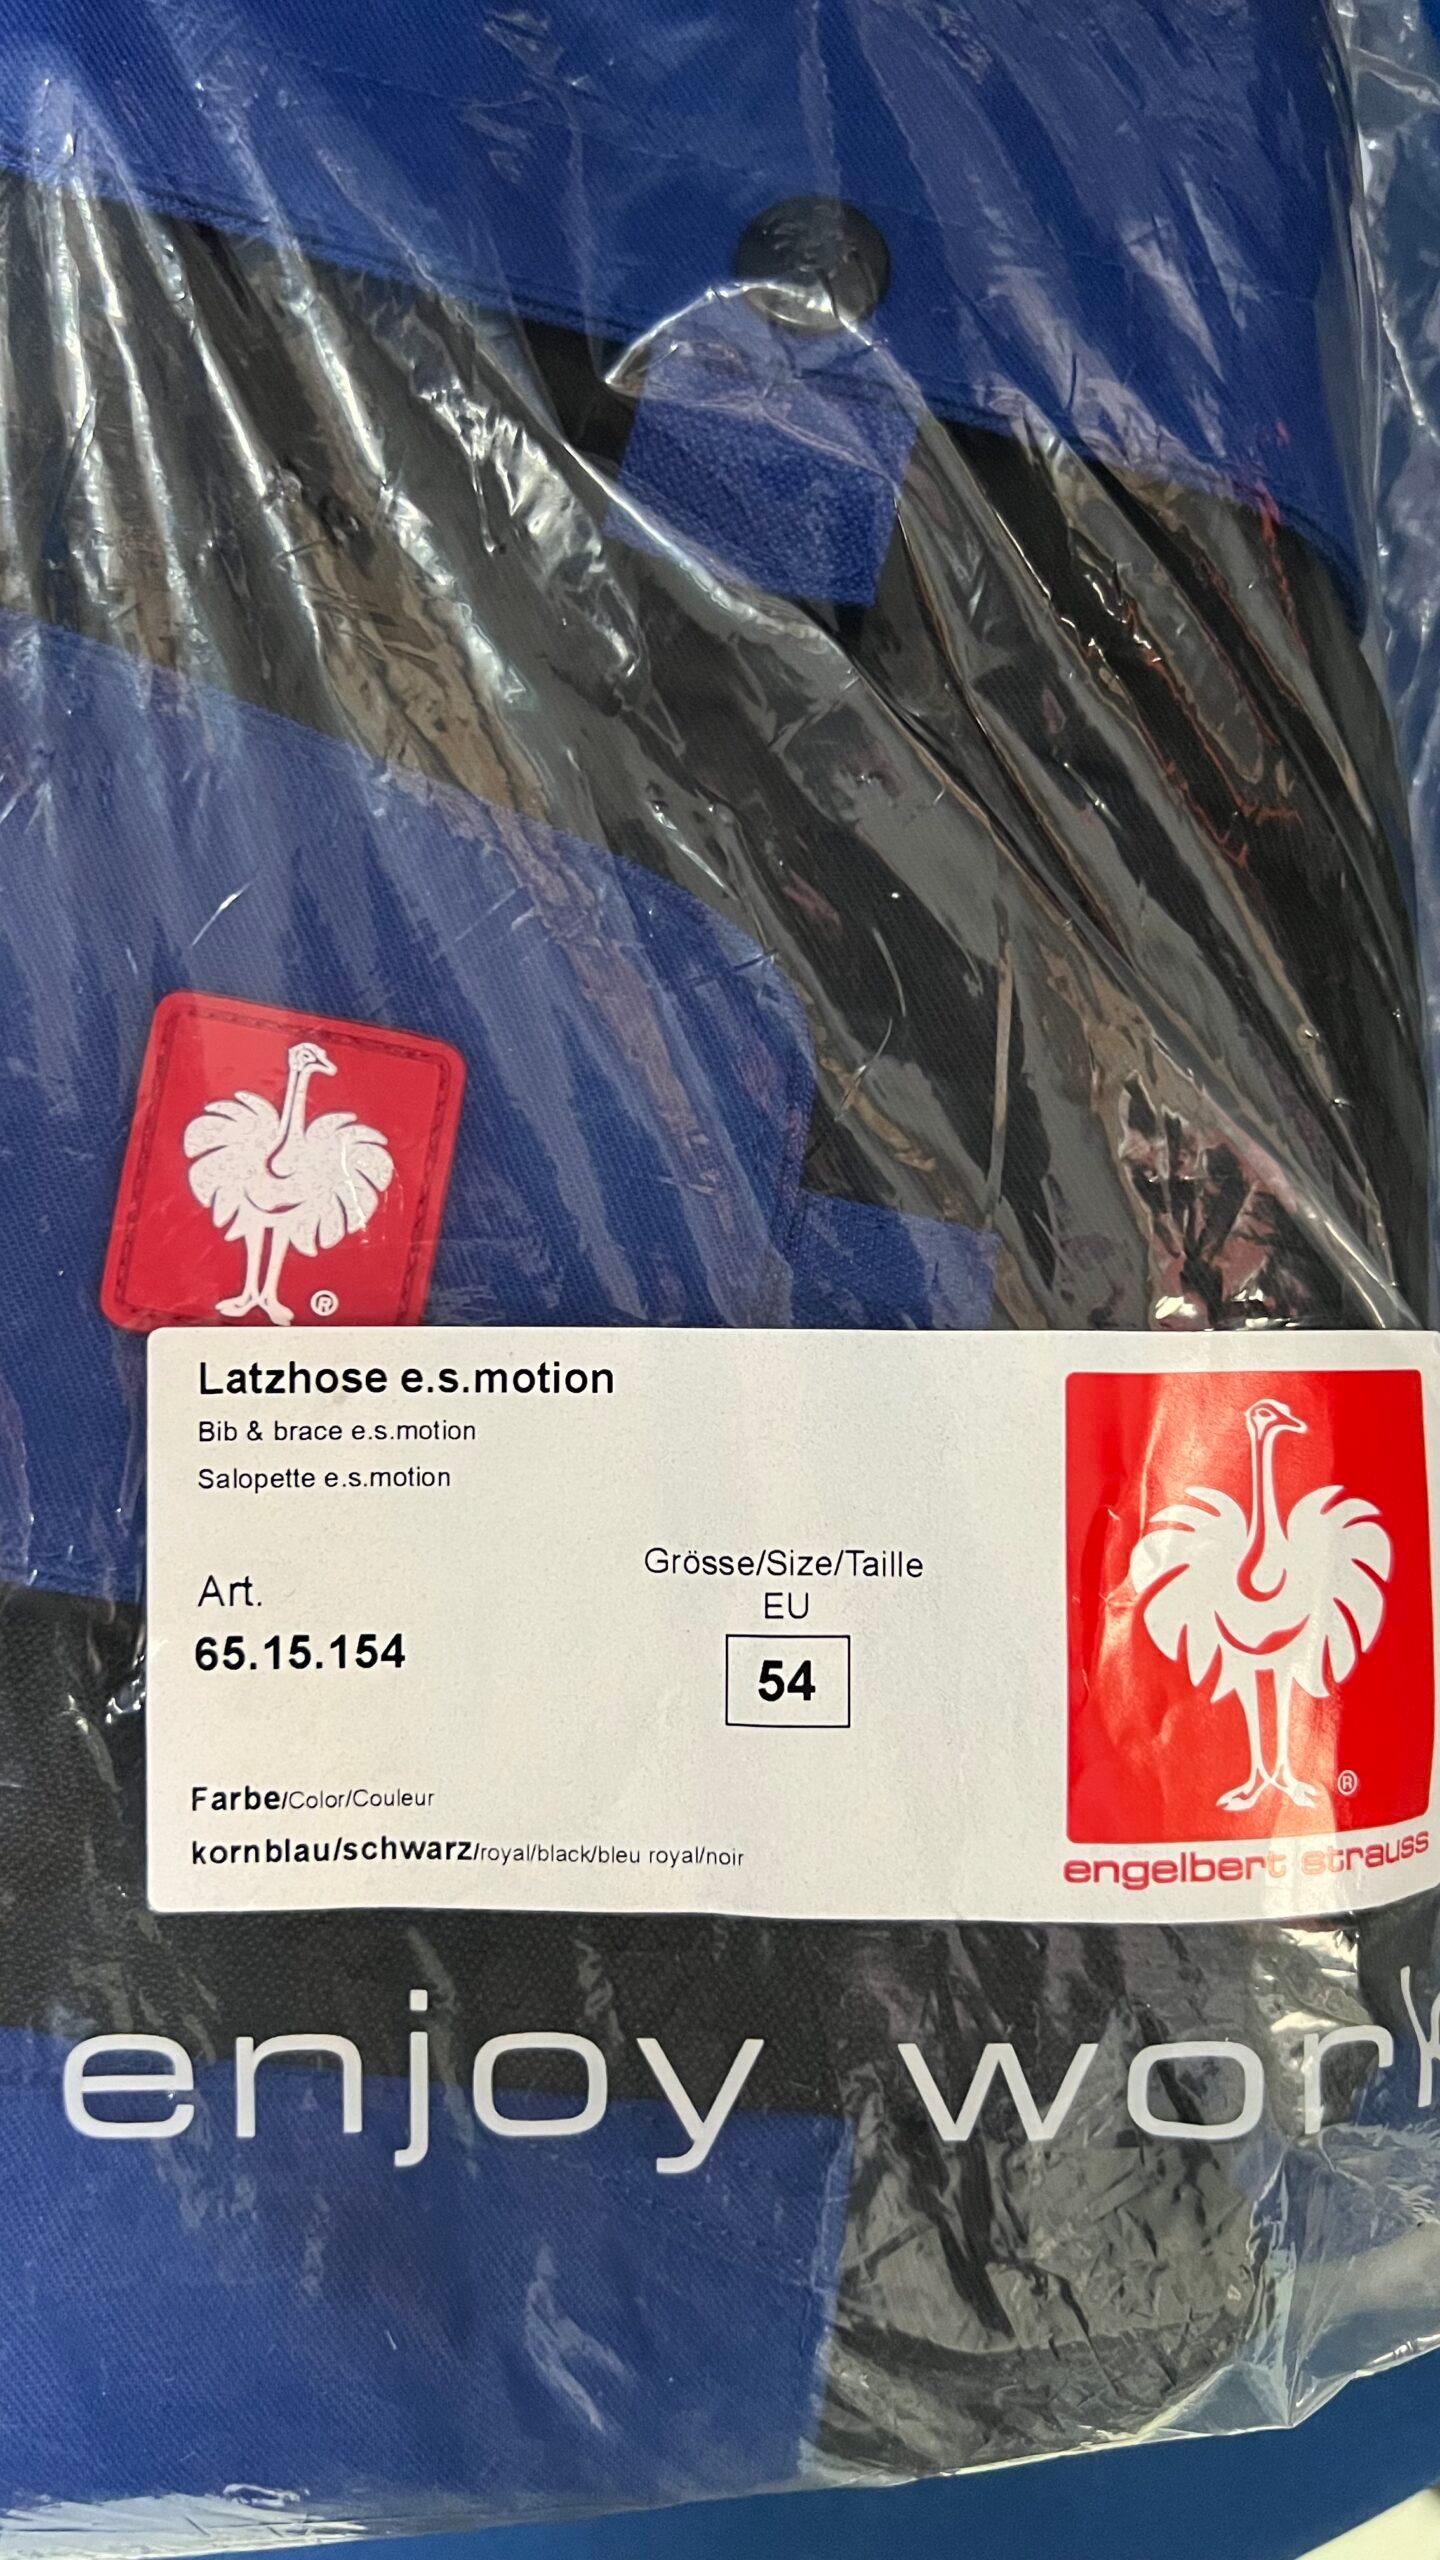 ®
Latzhose e.s.motion
Bib & brace e.s.motion
Salopette e.s.motion
Art.
65.15.154
Grösse/Size/Taille
EU
54
Farbe/Color/Couleur
kornblau/schwarz/royal/black/bleu royal/noir
®
engelbert strauss
enjoy work